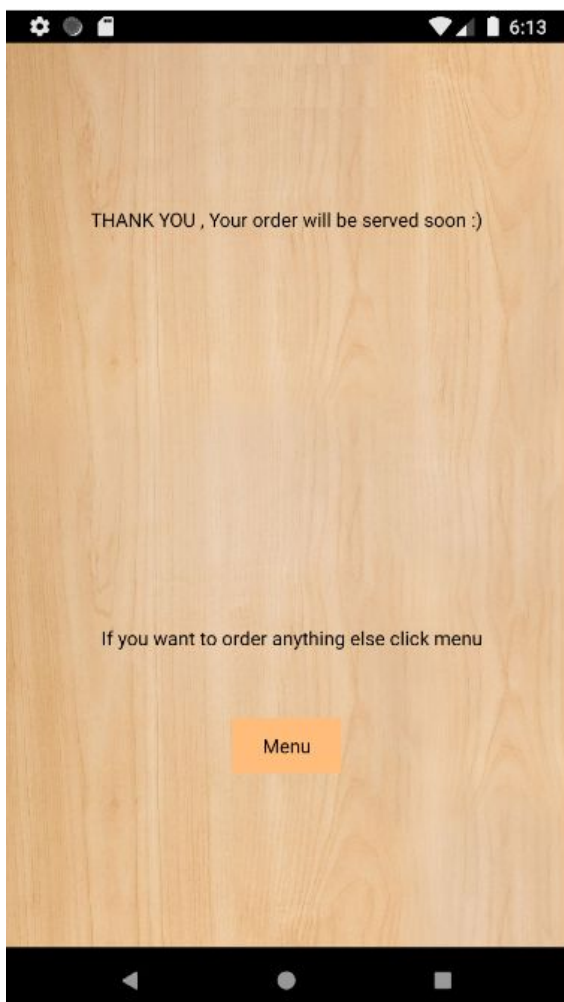 6:13
THANK YOU , Your order will be served soon :)
If you want to order anything else click menu
Menu